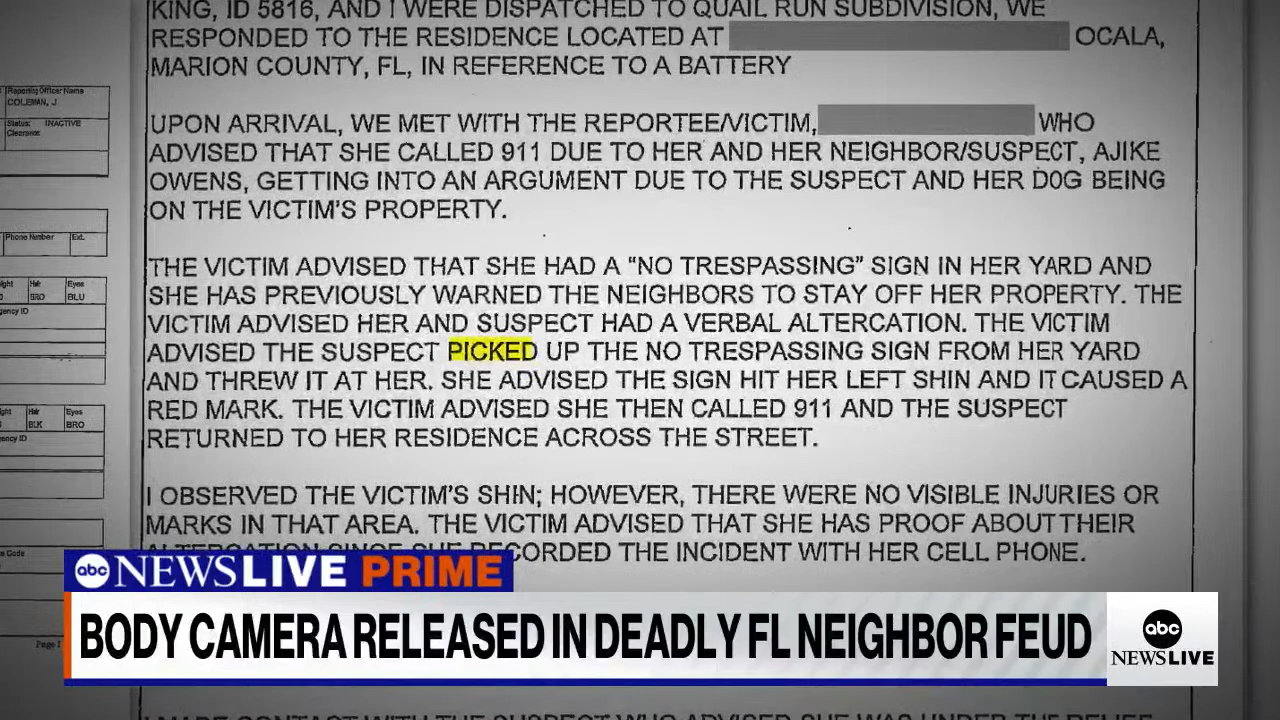 KING, ID 5816, AND I WERE DISPATCHED TO QUAIL RUN SUBDIVISION, WE
RESPONDED TO THE RESIDENCE LOCATED AT OCALA,
MARION COUNTY, FL, IN REFERENCE TO A BATTERY
UPON ARRIVAL, WE MET WITH THE REPORTEE/VICTIM, WHO
ADVISED THAT SHE CALLED 911 DUE TO HER AND HER NEIGHBOR/SUSPECT, AJIKE
OWENS, GETTING INTO AN ARGUMENT DUE TO THE SUSPECT AND HER DOG BEING
ON THE VICTIM'S PROPERTY.
THE VICTIM ADVISED THAT SHE HAD A “NO TRESPASSING” SIGN IN HER YARD AND
SHE HAS PREVIOUSLY WARNED THE NEIGHBORS TO STAY OFF HER PROPERTY. THE
VICTIM ADVISED HER AND SUSPECT HAD A VERBAL ALTERCATION. THE VICTIM
ADVISED THE SUSPECT PICKED UP THE NO TRESPASSING SIGN FROM HER YARD
AND THREW IT AT HER. SHE ADVISED THE SIGN HIT HER LEFT SHIN AND IT CAUSED A
RED MARK. THE VICTIM ADVISED SHE THEN CALLED 911 AND THE SUSPECT
RETURNED TO HER RESIDENCE ACROSS THE STREET.
I OBSERVED THE VICTIM'S SHIN; HOWEVER, THERE WERE NO VISIBLE INJURIES OR
MARKS IN THAT AREA. THE VICTIM ADVISED THAT SHE HAS PROOF ABOUT THEIR
ALTERCATION SINCE SHE RECORDED THE INCIDENT WITH HER CELL PHONE.
Reporting Officer Name
COLEMAN, J
Status: INACTIVE
Clearance:
Phone Number Ext.
Hair Eyes
BRO BLU
Hair Eyes
BLK BRO
Code
Page 1
abc NEWS LIVE PRIME
BODY CAMERA RELEASED IN DEADLY FL NEIGHBOR FEUD
abc
NEWS LIVE